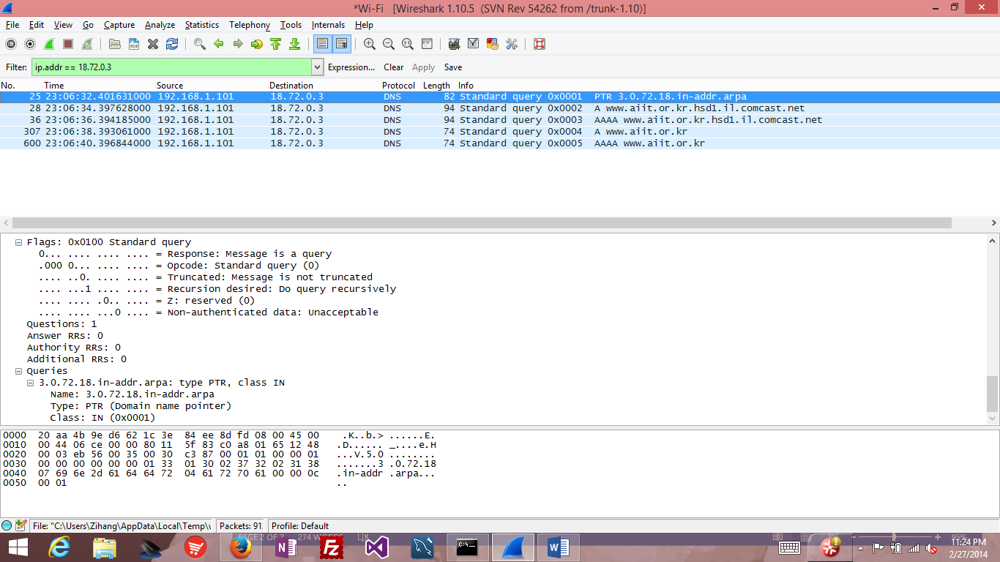 *Wi-Fi [Wireshark 1.10.5 (SVN Rev 54262 from /trunk-1.10)]
File Edit View Go Capture Analyze Statistics Telephony Tools Internals Help
Filter: ip.addr == 18.72.0.3 Expression... Clear Apply Save
No. Time Source Destination Protocol Length Info
25 23:06:32.401631000 192.168.1.101 18.72.0.3 DNS 82 Standard query 0x0001 PTR 3.0.72.18.in-addr.arpa
28 23:06:34.397628000 192.168.1.101 18.72.0.3 DNS 94 Standard query 0x0002 A www.aiit.or.kr.hsd1.il.comcast.net
36 23:06:36.394185000 192.168.1.101 18.72.0.3 DNS 94 Standard query 0x0003 AAAA www.aiit.or.kr.hsd1.il.comcast.net
307 23:06:38.393061000 192.168.1.101 18.72.0.3 DNS 74 Standard query 0x0004 A www.aiit.or.kr
600 23:06:40.396844000 192.168.1.101 18.72.0.3 DNS 74 Standard query 0x0005 AAAA www.aiit.or.kr
Flags: 0x0100 Standard query
0... .... .... .... = Response: Message is a query
.000 0... .... .... = Opcode: Standard query (0)
.... ..0. .... .... = Truncated: Message is not truncated
.... ...1 .... .... = Recursion desired: Do query recursively
.... .... .0.. .... = Z: reserved (0)
.... .... ...0 .... = Non-authenticated data: Unacceptable
Questions: 1
Answer RRs: 0
Authority RRs: 0
Additional RRs: 0
Queries
3.0.72.18.in-addr.arpa: type PTR, class IN
Name: 3.0.72.18.in-addr.arpa
Type: PTR (Domain name pointer)
Class: IN (0x0001)
0000 20 aa 4b 9e d6 62 1c 3e 84 ee 8d fd 08 00 45 00 .K..b.> ......E.
0010 00 44 06 ce 00 00 80 11 5f 83 c0 a8 01 65 12 48 .D...... _....e.H
0020 00 03 eb 56 00 35 00 30 c3 87 00 01 01 00 00 01 ...V.5.0 ........
0030 00 00 00 00 00 00 01 33 01 30 02 37 32 02 31 38 .......3 .0.72.18
0040 07 69 6e 2d 61 64 64 72 04 61 72 70 61 00 00 0c .in-addr .arpa...
0050 00 01 ..
File: "C:\Users\Zihang\AppData\Local\Temp\w Packets: 91 Profile: Default
PAGE 2 OF 2 274 WORDS 95%
11:24 PM
2/27/2014